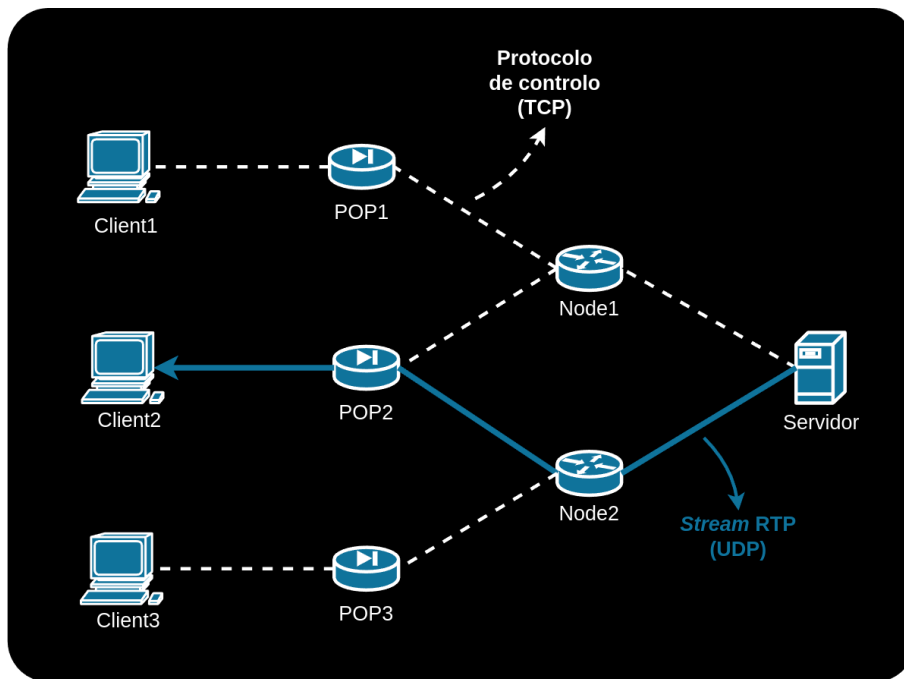 Protocolo
de controlo
(TCP)
Client1
POP1
Node1
Client2
POP2
Servidor
Node2
Stream RTP
(UDP)
Client3
POP3